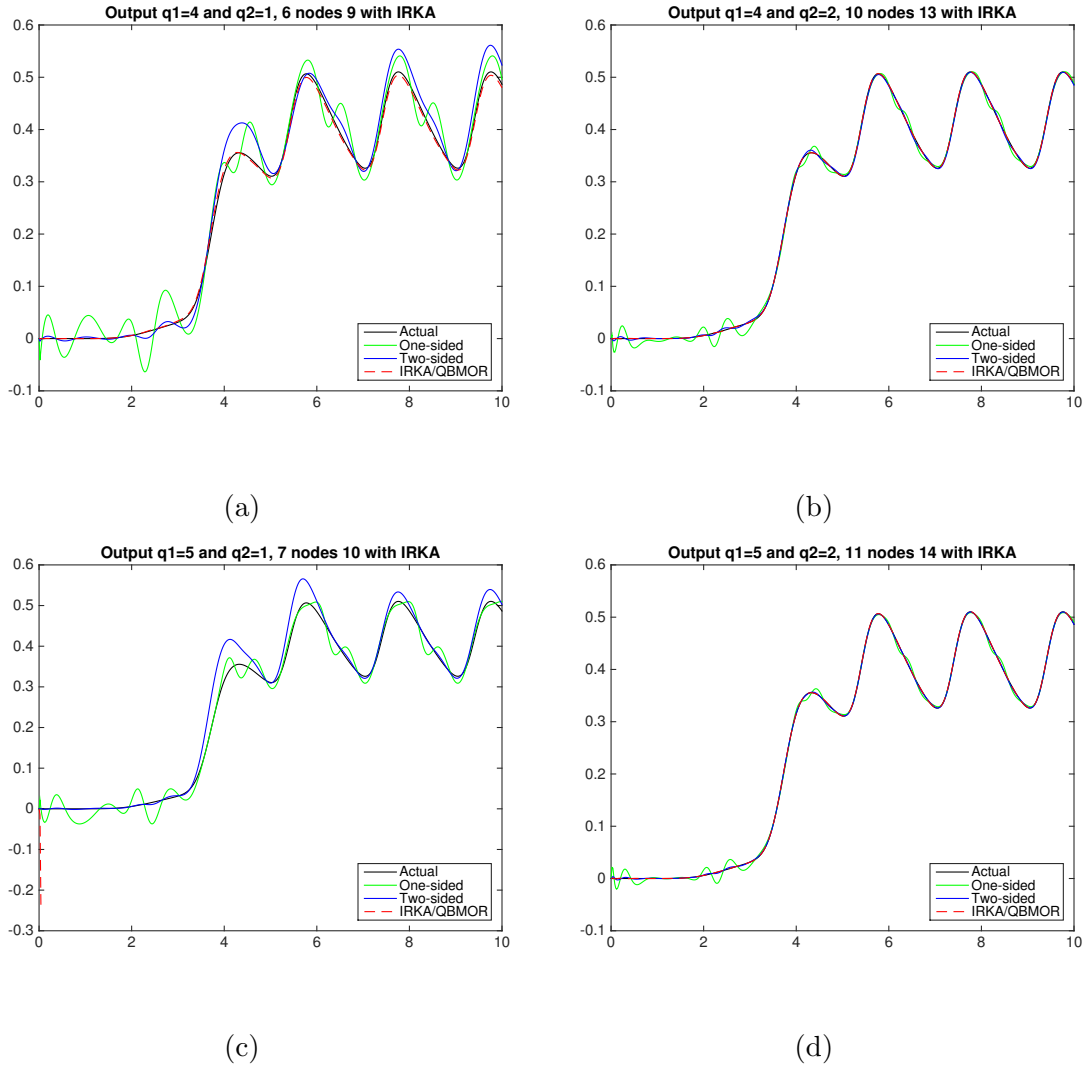 Output q1=4 and q2=1, 6 nodes 9 with IRKA
0.6
0.5
0.4
0.3
0.2
0.1
0
-0.1
0 2 4 6 8 10
Actual
One-sided
Two-sided
IRKA/QBMOR
(a)
Output q1=4 and q2=2, 10 nodes 13 with IRKA
0.6
0.5
0.4
0.3
0.2
0.1
0
-0.1
0 2 4 6 8 10
Actual
One-sided
Two-sided
IRKA/QBMOR
(b)
Output q1=5 and q2=1, 7 nodes 10 with IRKA
0.6
0.5
0.4
0.3
0.2
0.1
0
-0.1
-0.2
-0.3
0 2 4 6 8 10
Actual
One-sided
Two-sided
IRKA/QBMOR
(c)
Output q1=5 and q2=2, 11 nodes 14 with IRKA
0.6
0.5
0.4
0.3
0.2
0.1
0
-0.1
0 2 4 6 8 10
Actual
One-sided
Two-sided
IRKA/QBMOR
(d)